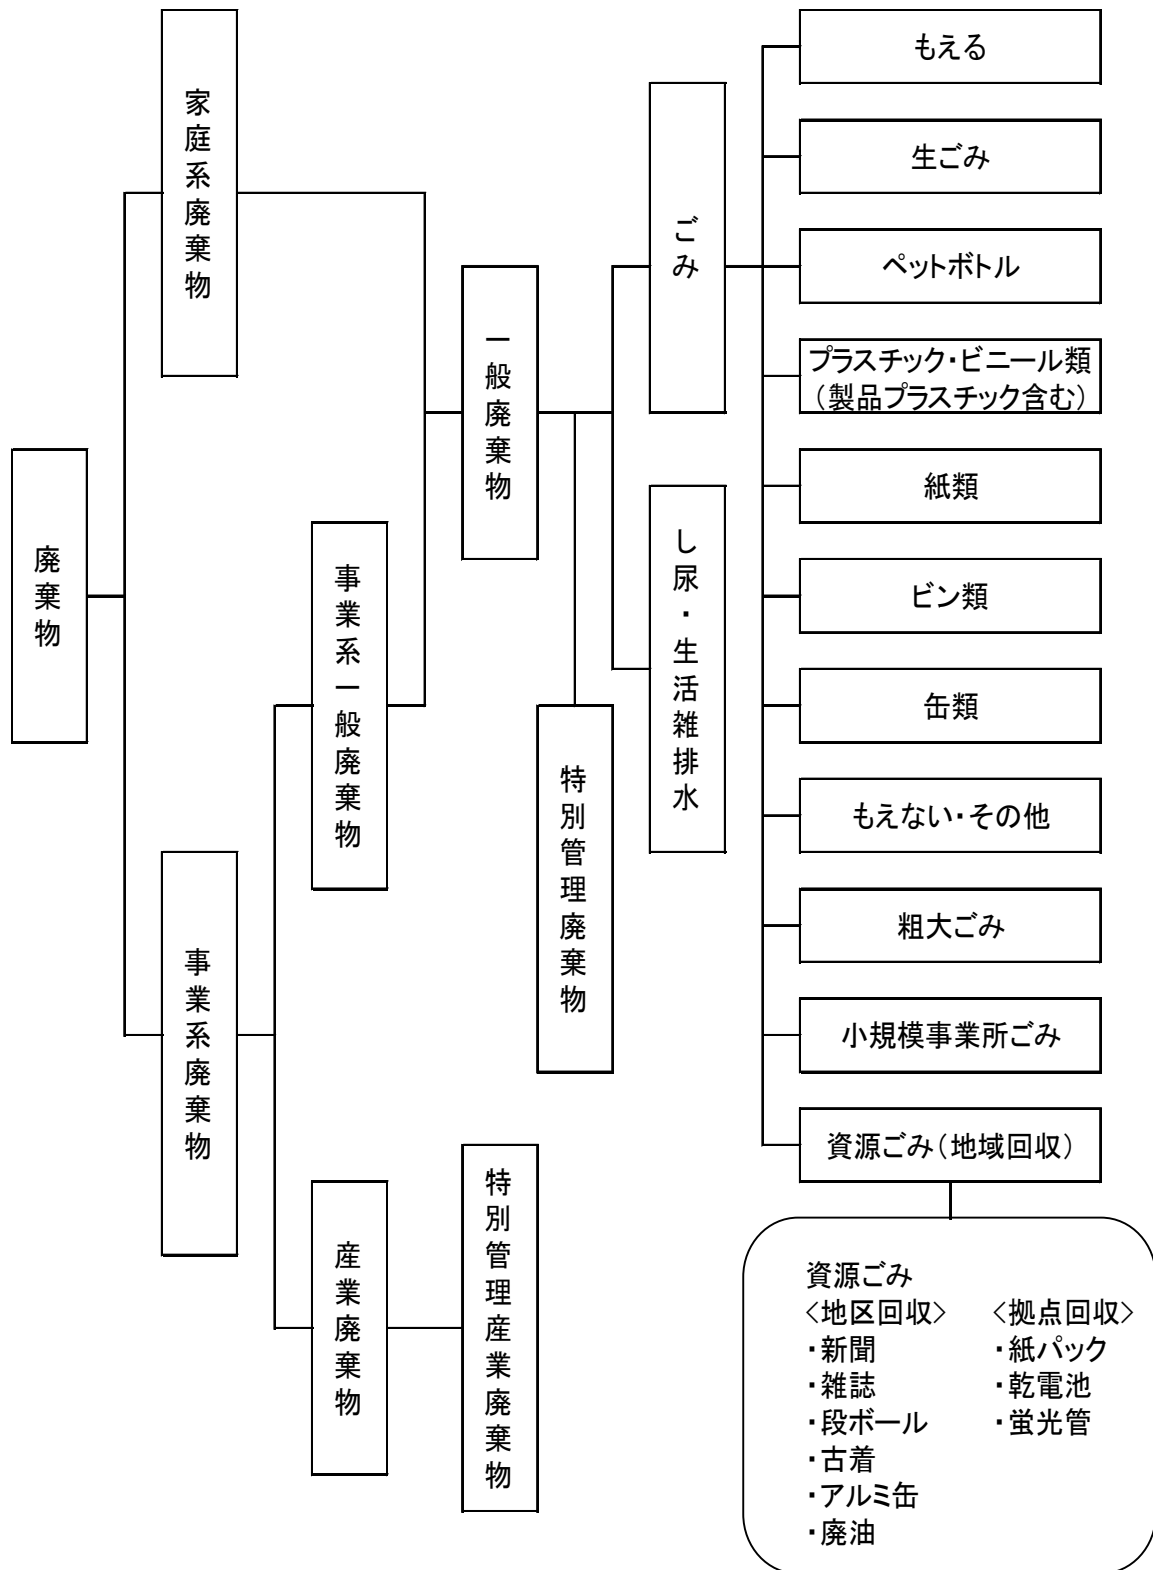 廃棄物
家庭系廃棄物
事業系廃棄物
事業系一般廃棄物
産業廃棄物
一般廃棄物
特別管理産業廃棄物
特別管理廃棄物
ごみ
し尿・生活雑排水
もえる
生ごみ
ペットボトル
プラスチック・ビニール類
（製品プラスチック含む）
紙類
ビン類
缶類
もえない・その他
粗大ごみ
小規模事業所ごみ
資源ごみ（地域回収）
資源ごみ
＜地区回収＞
・新聞
・雑誌
・段ボール
・古着
・アルミ缶
・廃油
＜拠点回収＞
・紙パック
・乾電池
・蛍光管